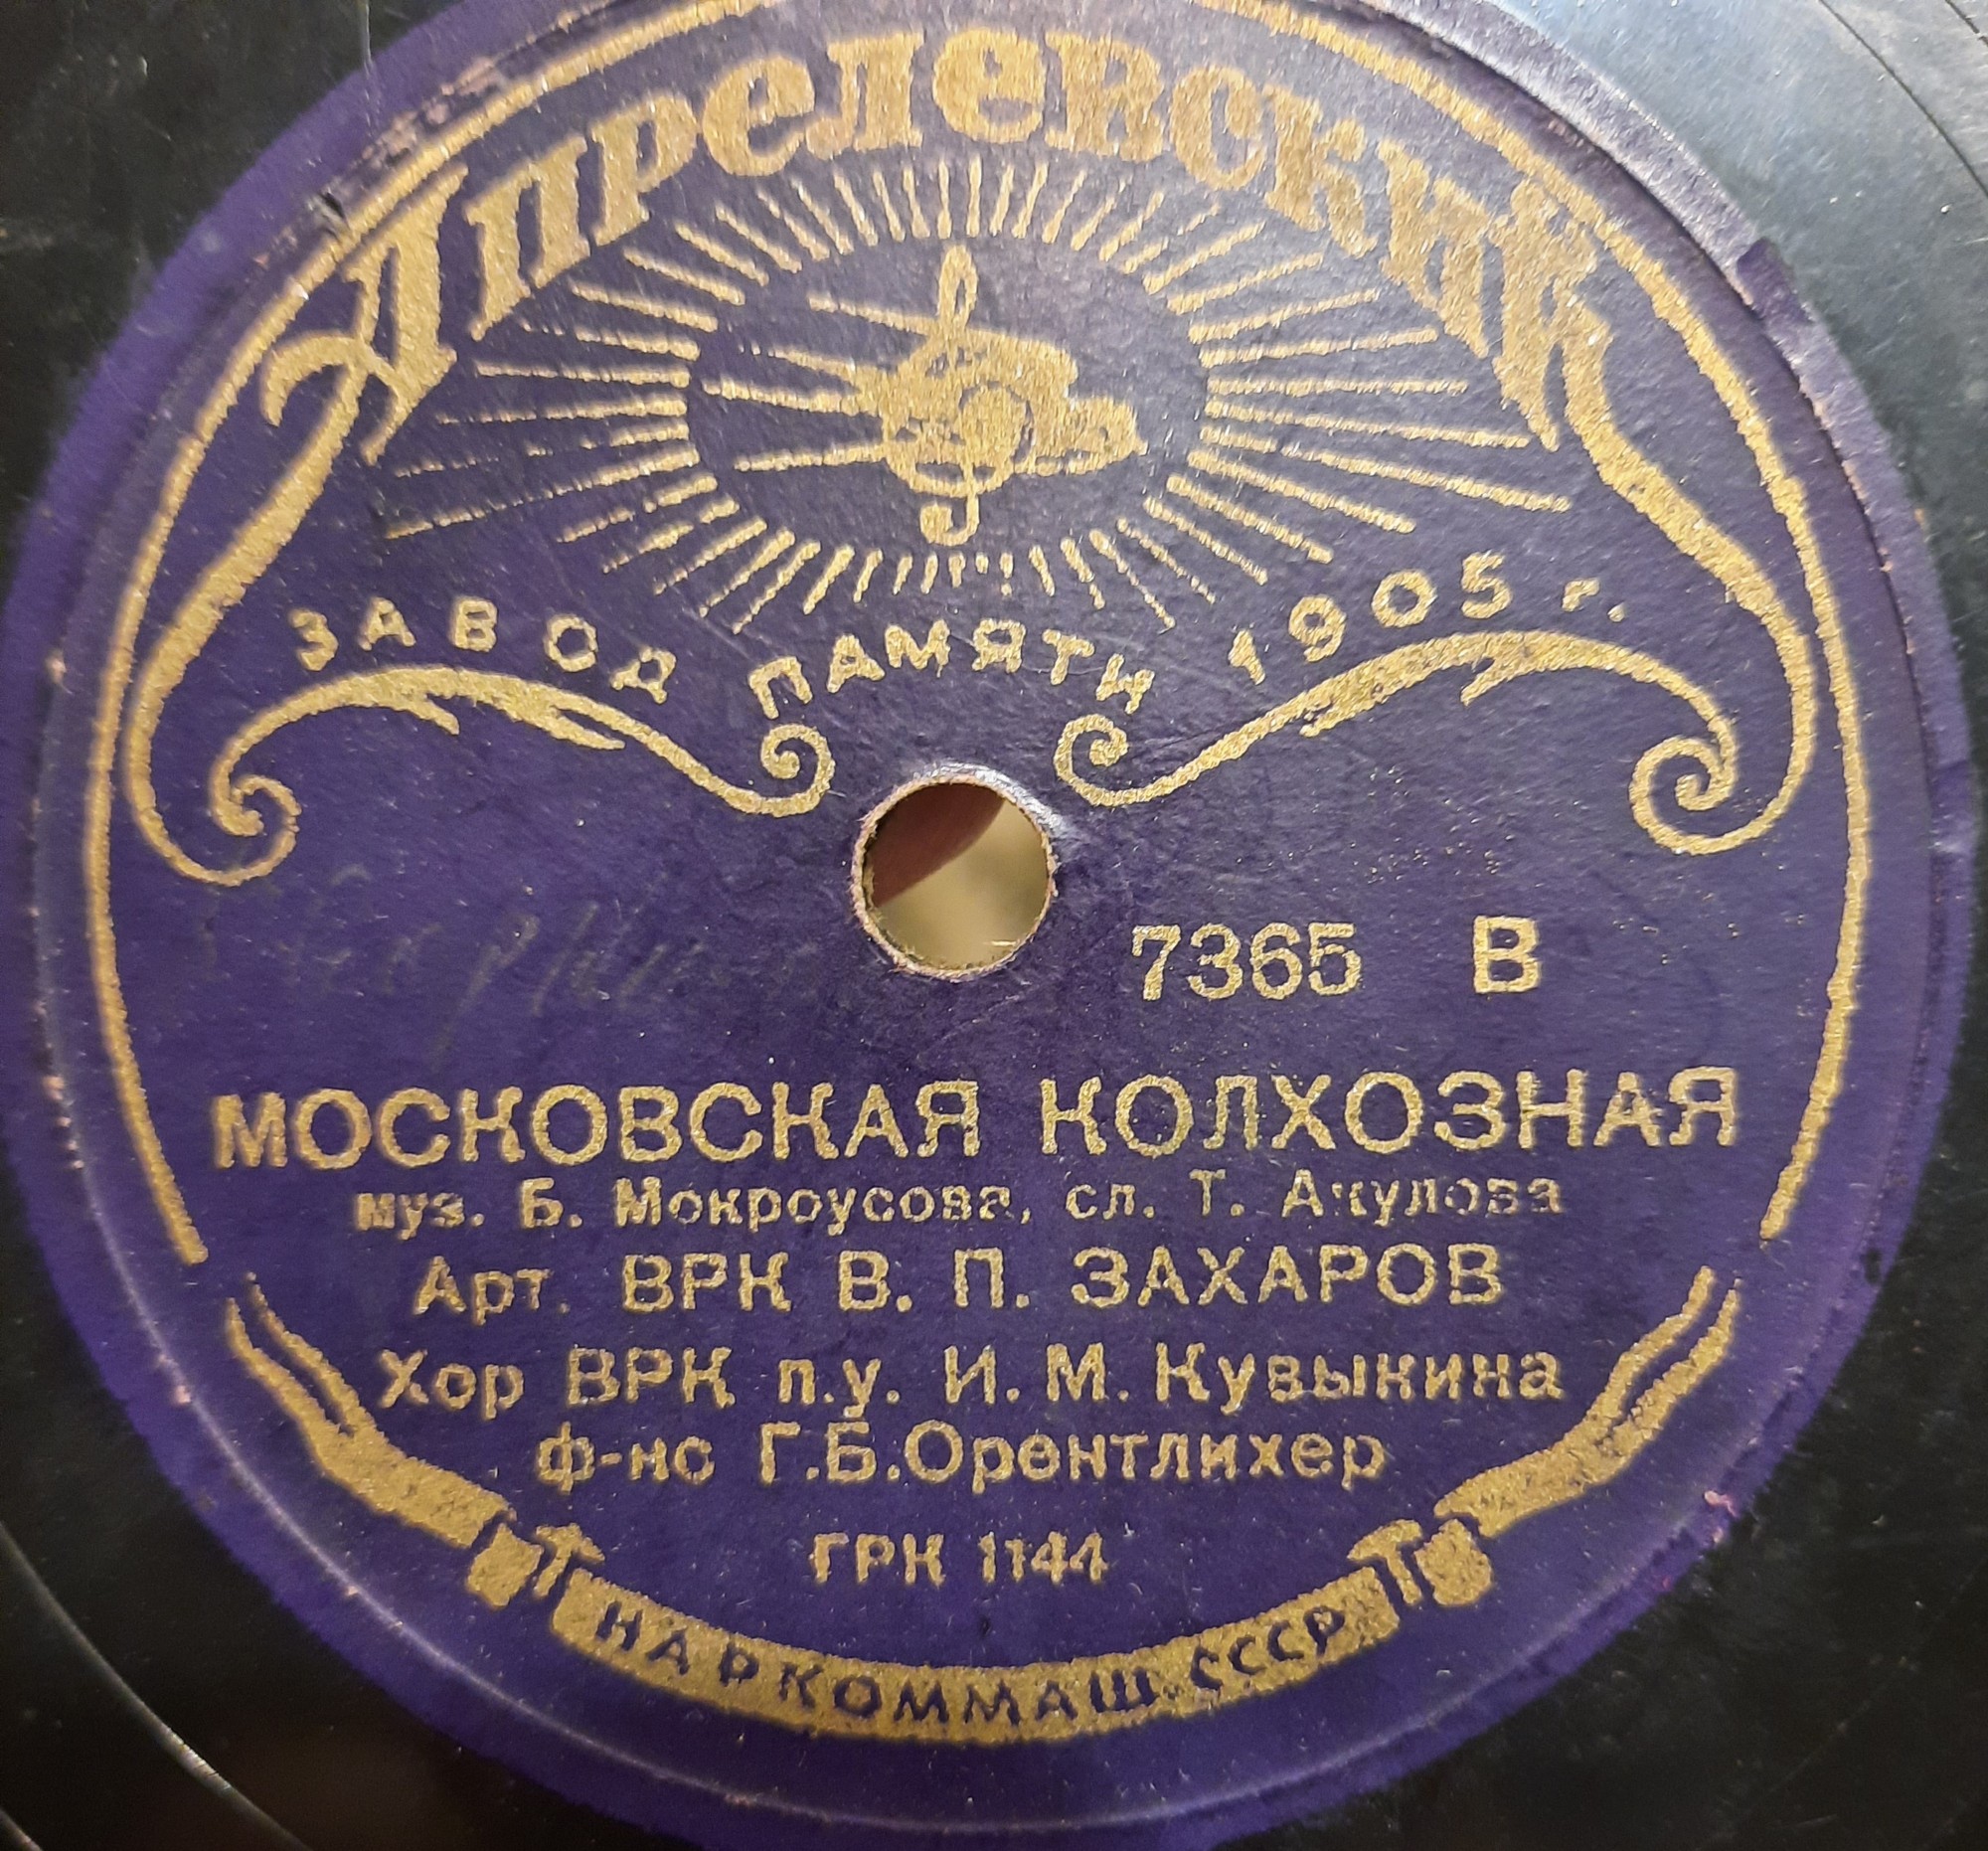 Апрелевский
ЗАВОД ПАМЯТИ 1905 г.
7365 В
МОСКОВСКАЯ КОЛХОЗНАЯ
муз. Б. Мокроусова, сл. Т. Акулова
Арт. ВРК В. П. ЗАХАРОВ
Хор ВРК п.у. И. М. Кувыкина
ф-но Г.Б.Орентлихер
ГРК 1144
НАРКОММАШ.СССР